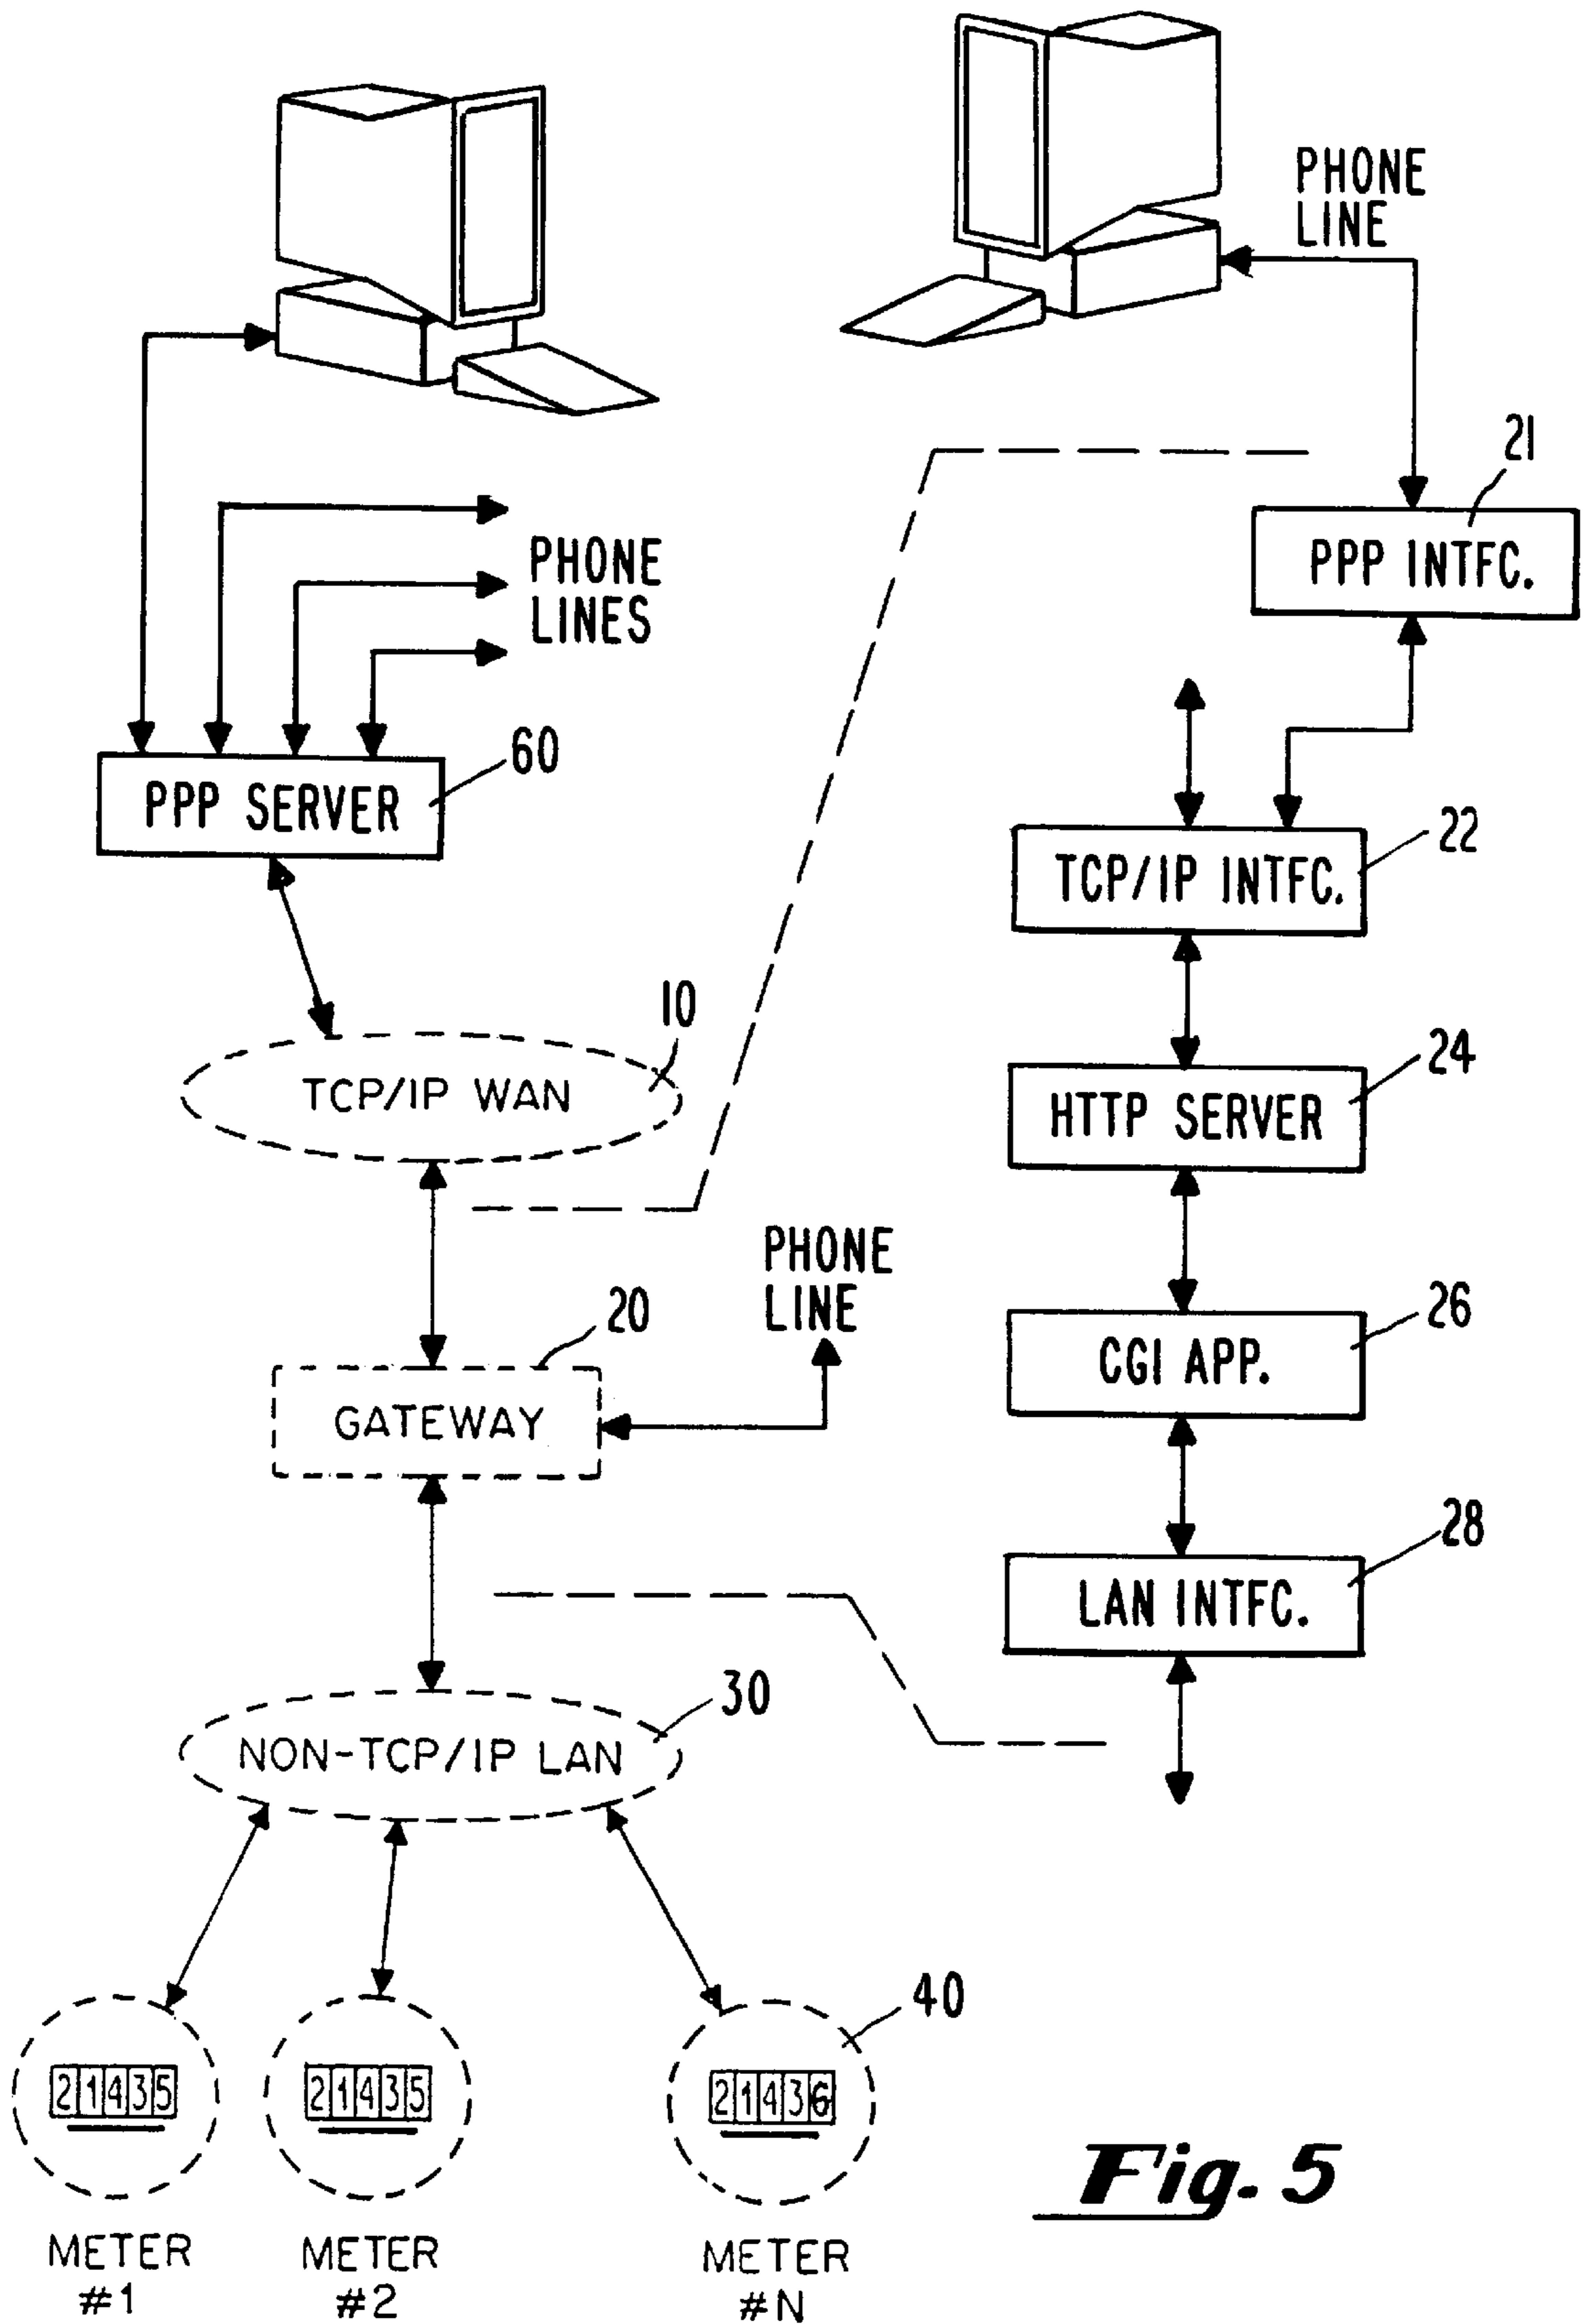 PHONE
LINE
21
PPP INTFC.
PHONE
LINES
60
PPP SERVER
22
TCP/IP INTFC.
10
TCP/IP WAN
24
HTTP SERVER
PHONE
LINE
20
GATEWAY
26
CGI APP.
28
LAN INTFC.
30
NON-TCP/IP LAN
40
21435
21435
21436
METER
#1
METER
#2
METER
#N
Fig. 5